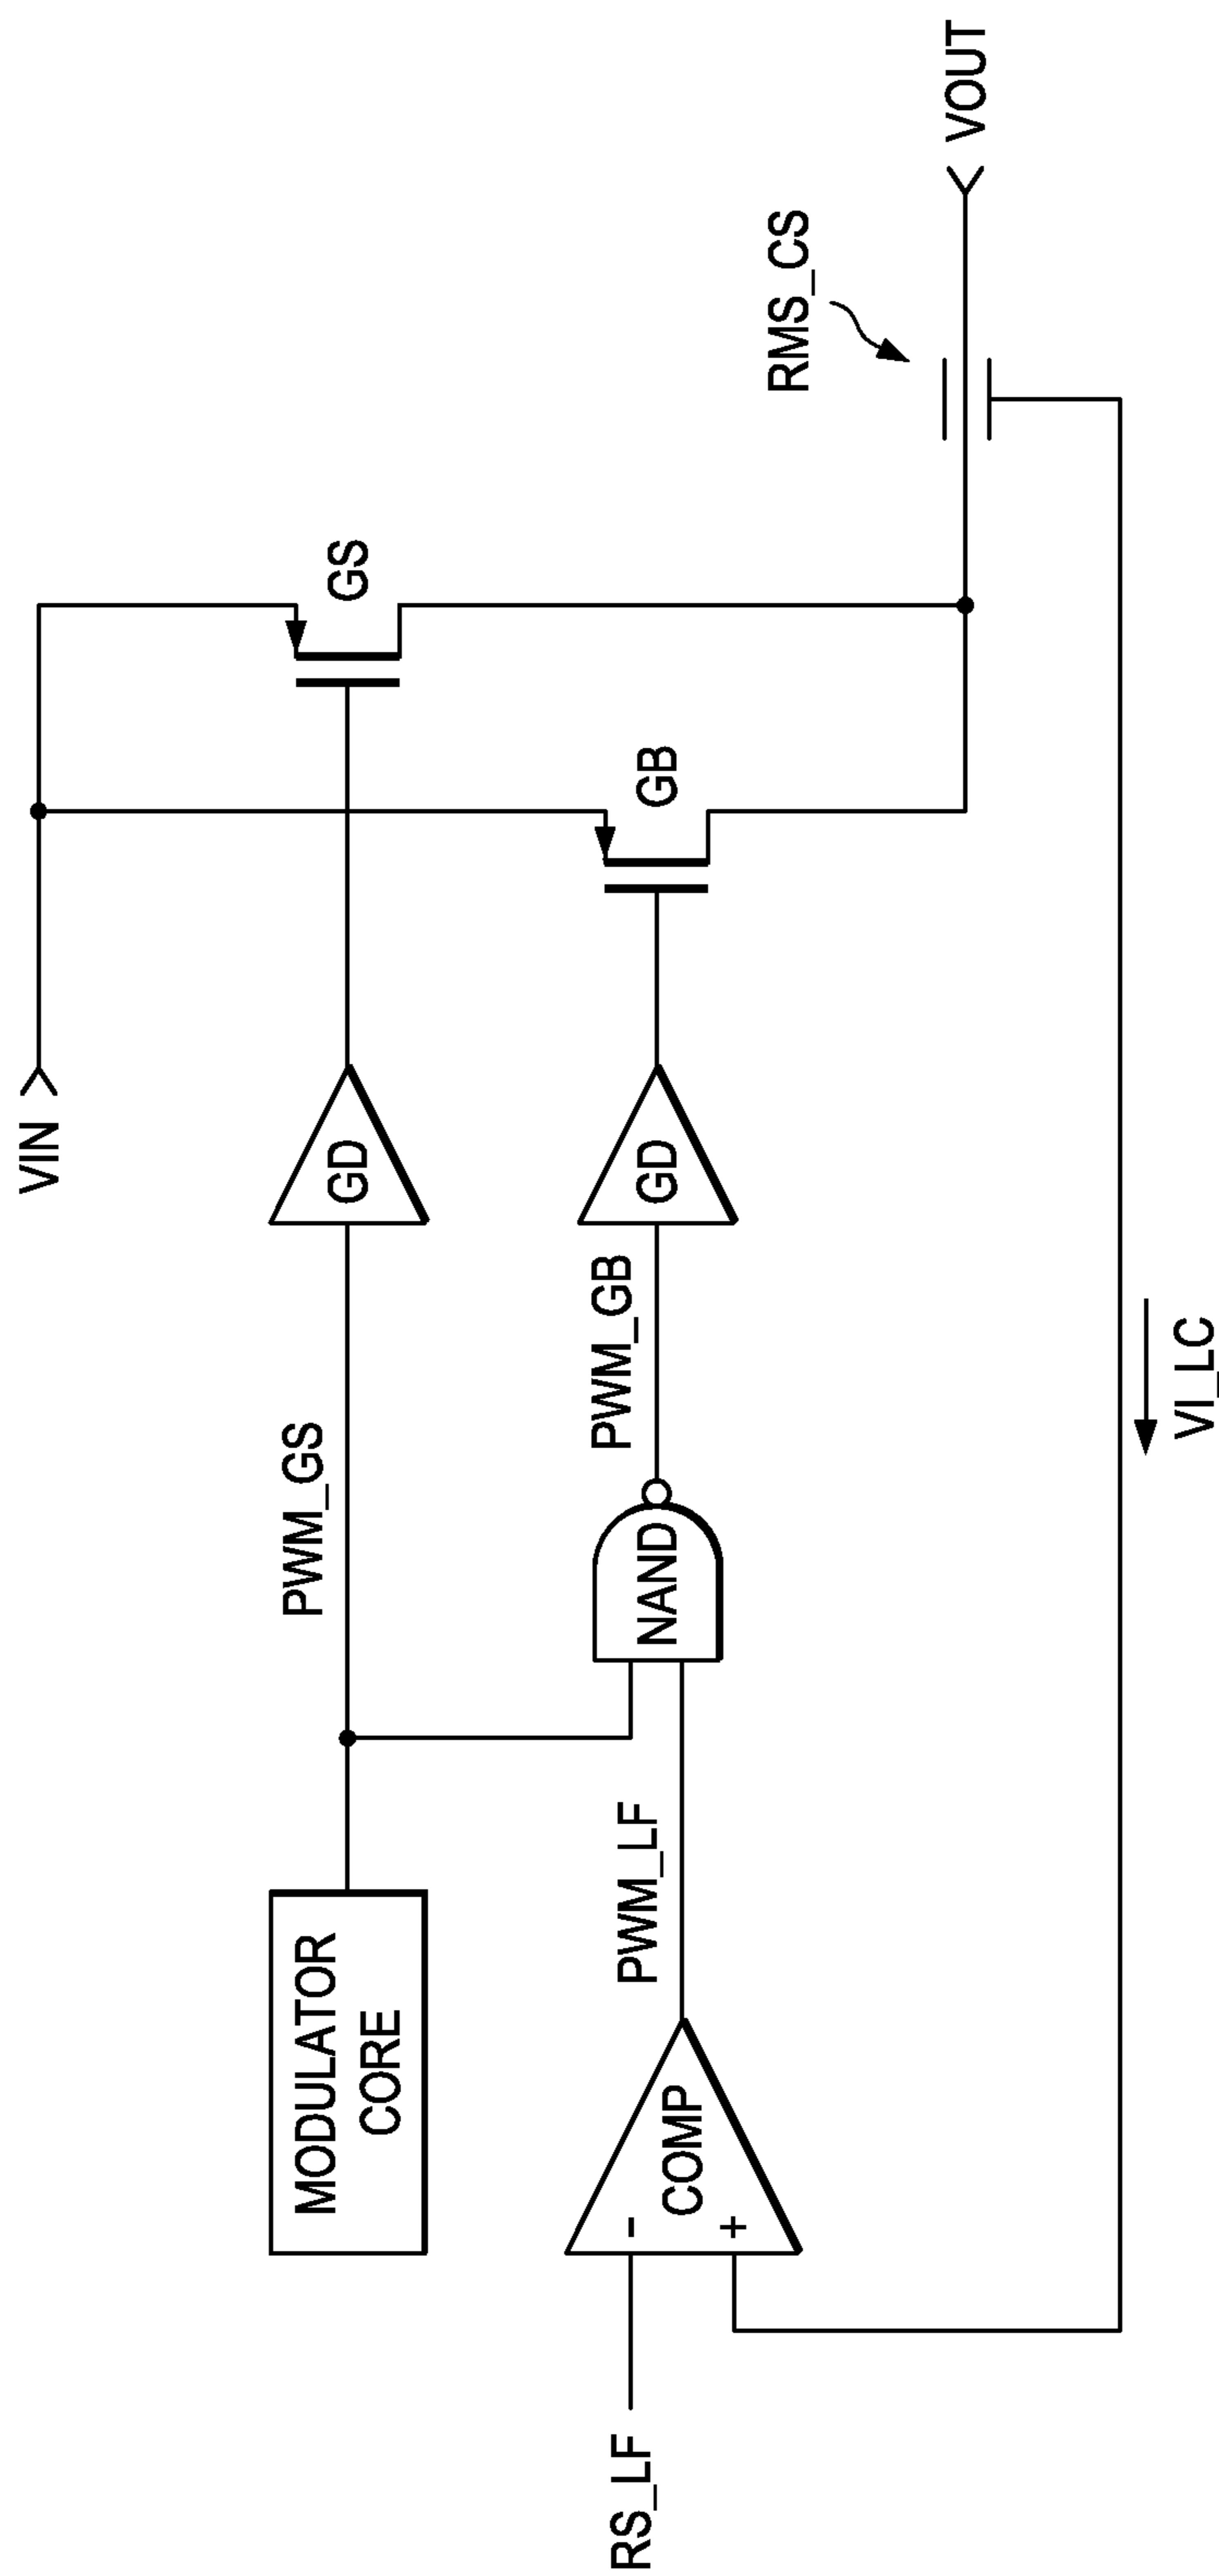 VIN
MODULATOR
CORE
PWM_GS
GD
GS
RS_LF
-
+
COMP
PWM_LF
NAND
PWM_GB
GD
GB
RMS_CS
VOUT
VI_LC